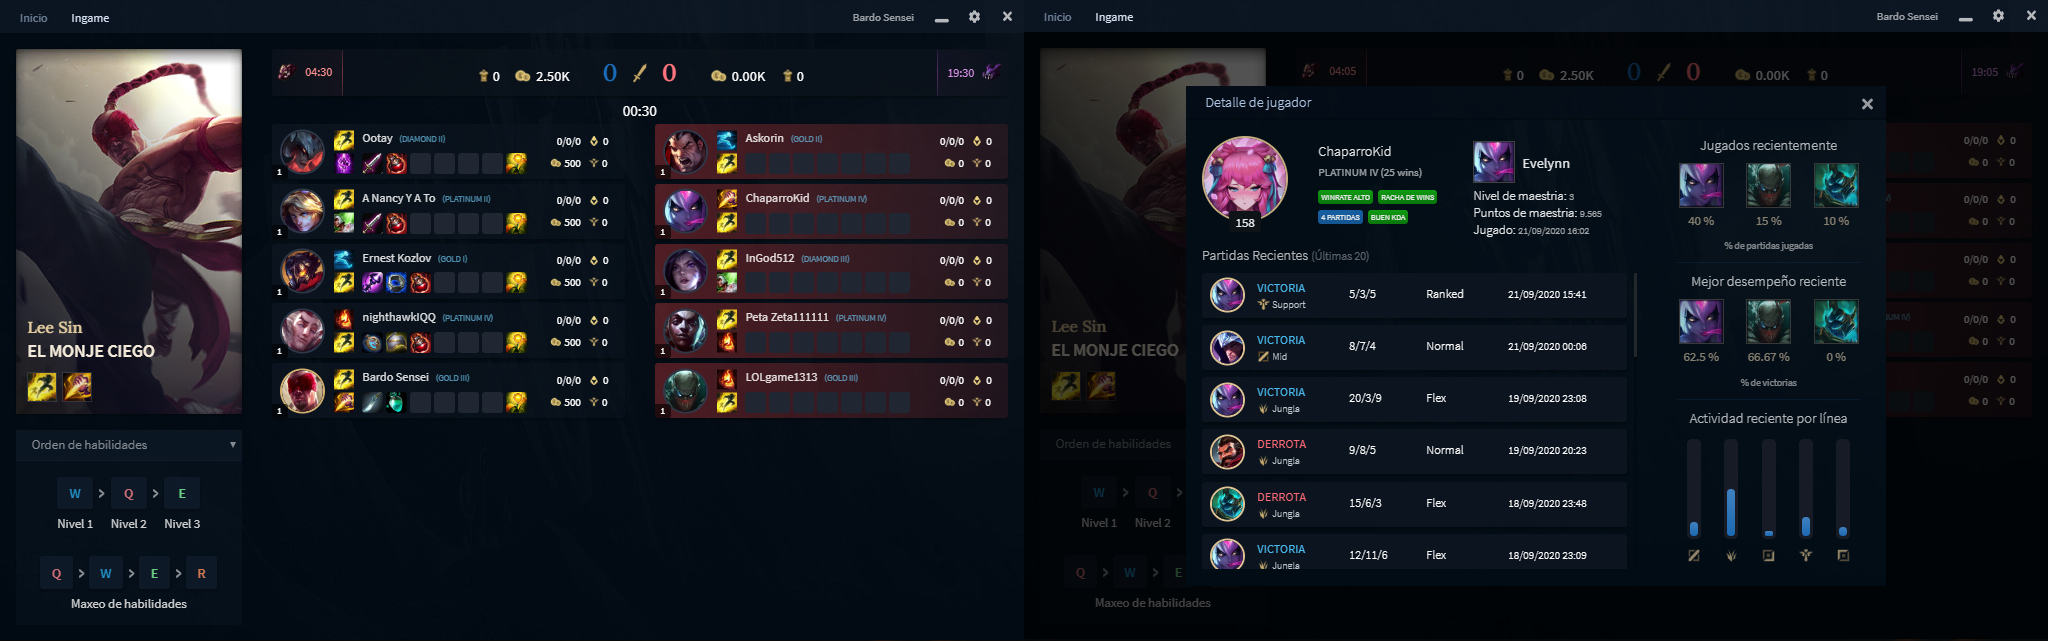 Inicio Ingame Bardo Sensei
04:30 0 2.50K 0 0 0.00K 0 19:30
00:30
Lee Sin
EL MONJE CIEGO
Orden de habilidades
W > Q > E
Nivel 1 Nivel 2 Nivel 3
Q > W > E > R
Maxeo de habilidades
1 Ootay (DIAMOND II) 0/0/0 0
500 0
1 A Nancy Y A To (PLATINUM II) 0/0/0 0
500 0
1 Ernest Kozlov (GOLD I) 0/0/0 0
500 0
1 nighthawkIQQ (PLATINUM IV) 0/0/0 0
500 0
1 Bardo Sensei (GOLD III) 0/0/0 0
500 0
1 Askorin (GOLD II) 0/0/0 0
0 0
1 ChaparroKid (PLATINUM IV) 0/0/0 0
0 0
1 InGod512 (DIAMOND III) 0/0/0 0
0 0
1 Peta Zeta111111 (PLATINUM IV) 0/0/0 0
0 0
1 LOLgame1313 (GOLD III) 0/0/0 0
0 0
Inicio Ingame Bardo Sensei
04:05 0 2.50K 0 0 0.00K 0 19:05
Lee Sin
EL MONJE CIEGO
Orden de habilidades
W > Q >
Nivel 1 Nivel 2
Q > W > E
Maxeo de habilidades
Detalle de jugador
158
ChaparroKid
PLATINUM IV (25 wins)
WINRATE ALTO RACHA DE WINS
4 PARTIDAS BUEN KDA
Evelynn
Nivel de maestria: 3
Puntos de maestria: 9.565
Jugado: 21/09/2020 16:02
Partidas Recientes (Últimas 20)
VICTORIA 5/3/5 Ranked 21/09/2020 15:41
Support
VICTORIA 8/7/4 Normal 21/09/2020 00:06
Mid
VICTORIA 20/3/9 Flex 19/09/2020 23:08
Jungla
DERROTA 9/8/5 Normal 19/09/2020 20:23
Jungla
DERROTA 15/6/3 Flex 18/09/2020 23:48
Jungla
VICTORIA 12/11/6 Flex 18/09/2020 23:09
Jungla
Jugados recientemente
40 % 15 % 10 %
% de partidas jugadas
Mejor desempeño reciente
62.5 % 66.67 % 0 %
% de victorias
Actividad reciente por línea
0/0/0 0
0 0
0/0/0 0
0 0
0/0/0 0
0 0
IUM IV) 0/0/0 0
0 0
0/0/0 0
0 0